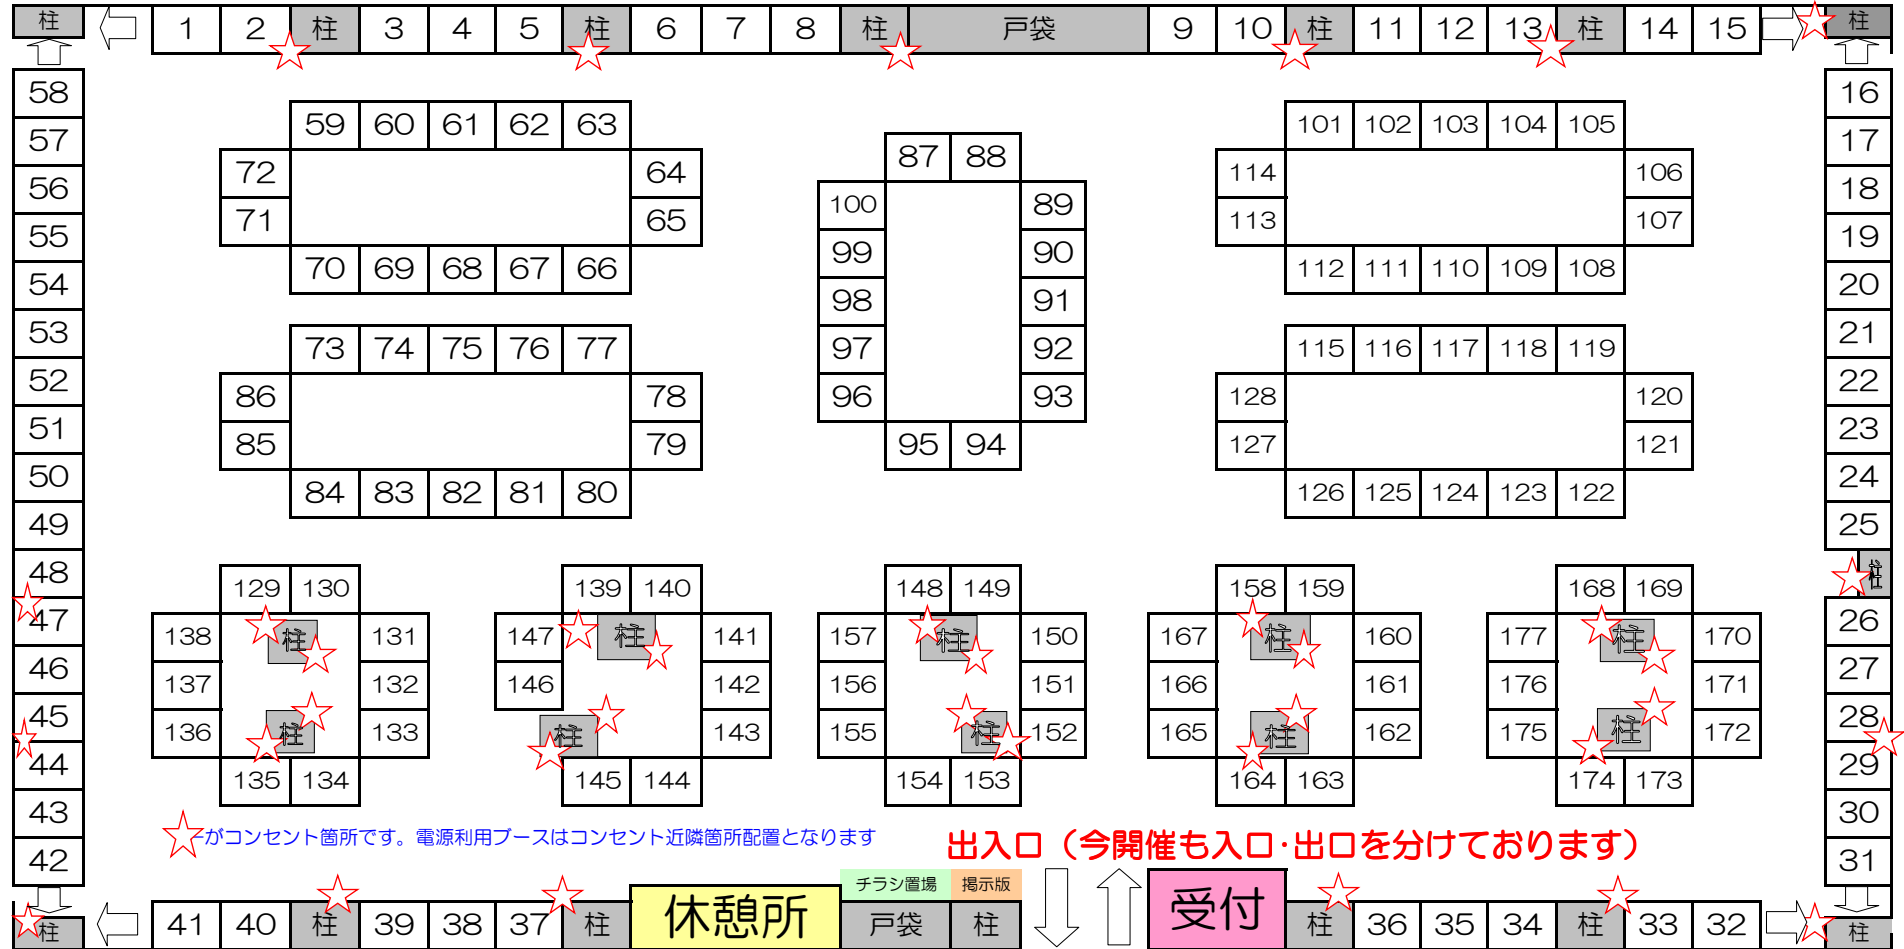 柱 1 2 柱 3 4 5 柱 6 7 8 柱 戸袋 9 10 柱 11 12 13 柱 14 15 柱
58 16
59 60 61 62 63 101 102 103 104 105
57 17
87 88
72 64 114 106
56 18
100 89
71 65 113 107
55 19
99 90
70 69 68 67 66 112 111 110 109 108
54 20
98 91
53 21
73 74 75 76 77 97 92 115 116 117 118 119
52 22
86 78 96 93 128 120
51 23
85 79 95 94 127 121
50 24
84 83 82 81 80 126 125 124 123 122
49 25
48 柱
129 130 139 140 148 149 158 159 168 169
47 26
138 柱 131 147 柱 141 157 柱 150 167 柱 160 177 柱 170
46 27
137 132 146 142 156 151 166 161 176 171
45 28
136 柱 133 柱 143 155 柱 152 165 柱 162 175 柱 172
44 29
135 134 145 144 154 153 164 163 174 173
43 30
がコンセント箇所です。電源利用ブースはコンセント近隣箇所配置となります
出入口（今開催も入口・出口を分けております）
42 31
チラシ置場 掲示版
柱 41 40 柱 39 38 37 柱 休憩所 戸袋 柱 受付 柱 36 35 34 柱 33 32 柱